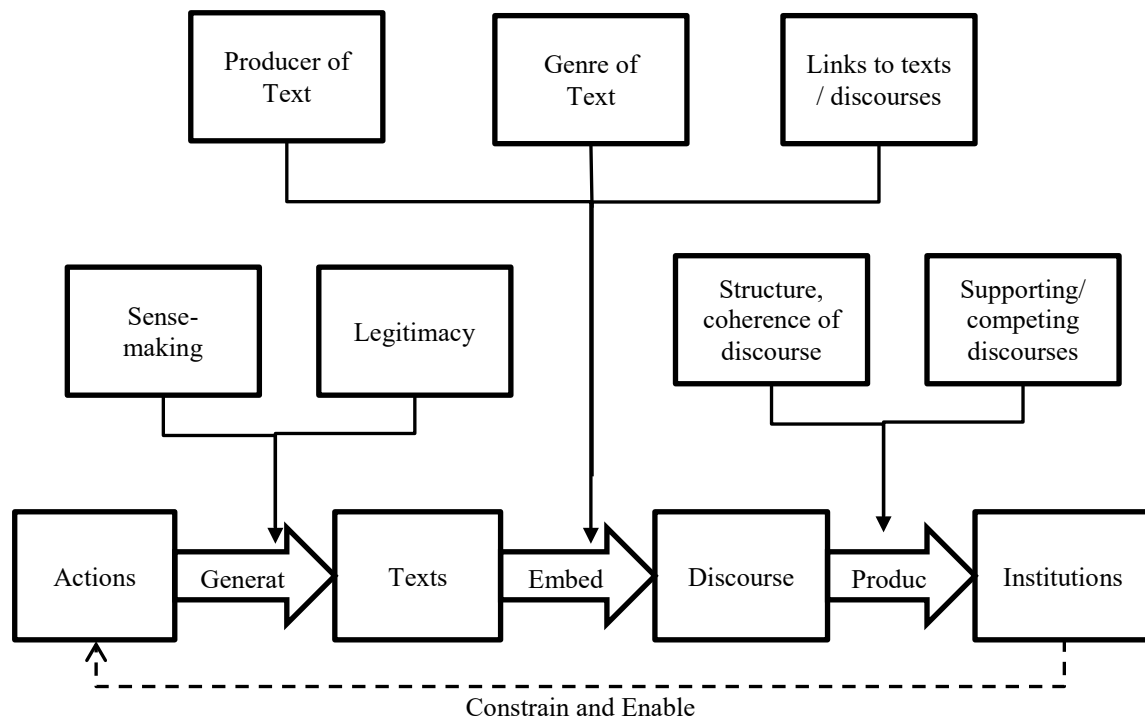 Producer of
Text
Genre of
Text
Links to texts
/ discourses
Sense-
making
Legitimacy
Structure,
coherence of
discourse
Supporting/
competing
discourses
Actions
Generat
Texts
Embed
Discourse
Produc
Institutions
Constrain and Enable